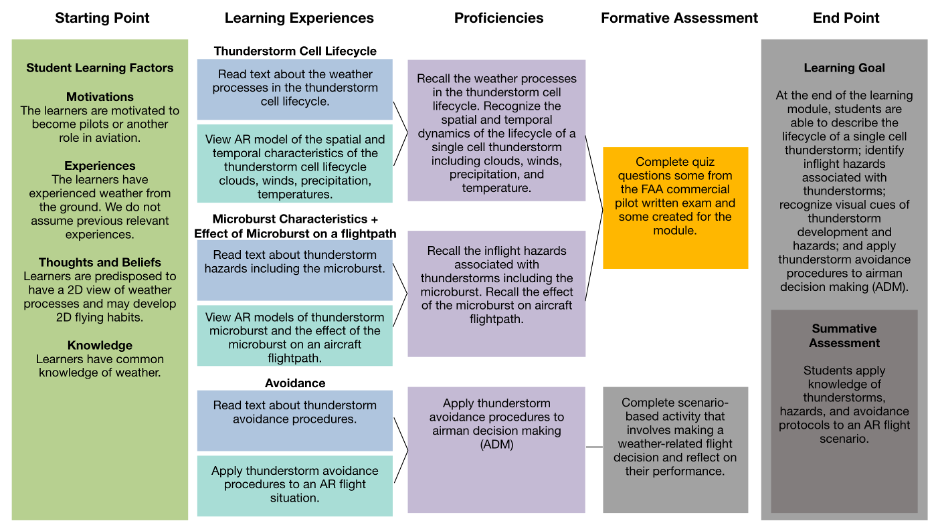 Starting Point
Learning Experiences
Proficiencies
Formative Assessment
End Point
Student Learning Factors
Motivations
The learners are motivated to
become pilots or another
role in aviation.
Experiences
The learners have
experienced weather from
the ground. We do not
assume previous relevant
experiences.
Thoughts and Beliefs
Learners are predisposed to
have a 2D view of weather
processes and may develop
2D flying habits.
Knowledge
Learners have common
knowledge of weather.
Thunderstorm Cell Lifecycle
Read text about the weather
processes in the thunderstorm
cell lifecycle.
View AR model of the spatial and
temporal characteristics of the
thunderstorm cell lifecycle
clouds, winds, precipitation,
temperatures.
Microburst Characteristics +
Effect of Microburst on a flightpath
Read text about thunderstorm
hazards including the microburst.
View AR models of thunderstorm
microburst and the effect of the
microburst on an aircraft
flightpath.
Avoidance
Read text about thunderstorm
avoidance procedures.
Apply thunderstorm avoidance
procedures to an AR flight
situation.
Recall the weather processes
in the thunderstorm cell
lifecycle. Recognize the
spatial and temporal
dynamics of the lifecycle of a
single cell thunderstorm
including clouds, winds,
precipitation, and
temperature.
Recall the inflight hazards
associated with
thunderstorms including the
microburst. Recall the effect
of the microburst on aircraft
flightpath.
Apply thunderstorm
avoidance procedures to
airman decision making
(ADM)
Complete quiz
questions some from
the FAA commercial
pilot written exam and
some created for the
module.
Complete scenario-
based activity that
involves making a
weather-related flight
decision and reflect on
their performance.
Learning Goal
At the end of the learning
module, students are
able to describe the
lifecycle of a single cell
thunderstorm; identify
inflight hazards
associated with
thunderstorms;
recognize visual cues of
thunderstorm
development and
hazards; and apply
thunderstorm avoidance
procedures to airman
decision making (ADM).
Summative
Assessment
Students apply
knowledge of
thunderstorms,
hazards, and avoidance
protocols to an AR flight
scenario.